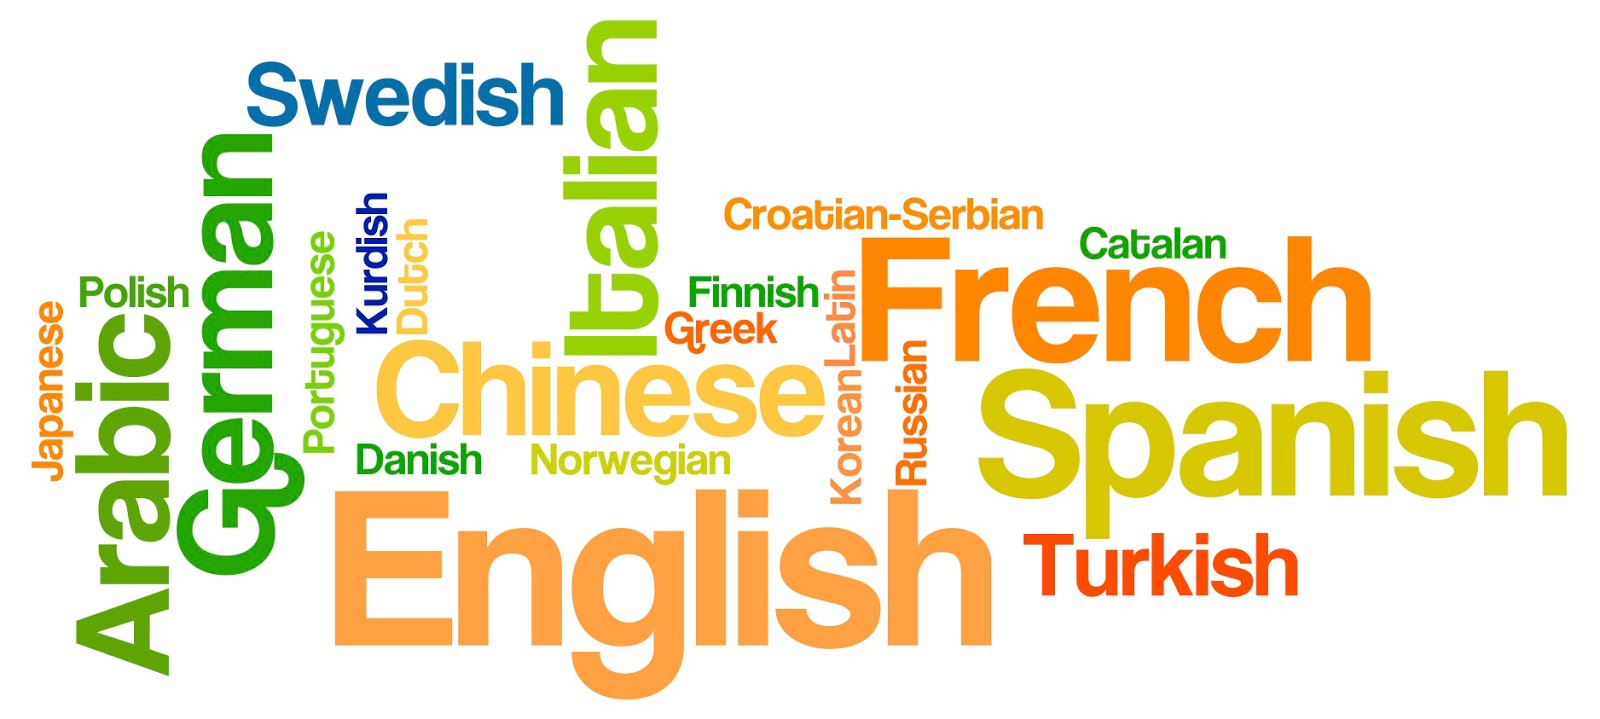 Swedish
Italian
German
Kurdish
Dutch
Portuguese
Croatian-Serbian
Catalan
French
Polish
Finnish
Greek
Latin
Japanese
Arabic
Chinese
Korean
Russian
Spanish
Danish
Norwegian
English
Turkish